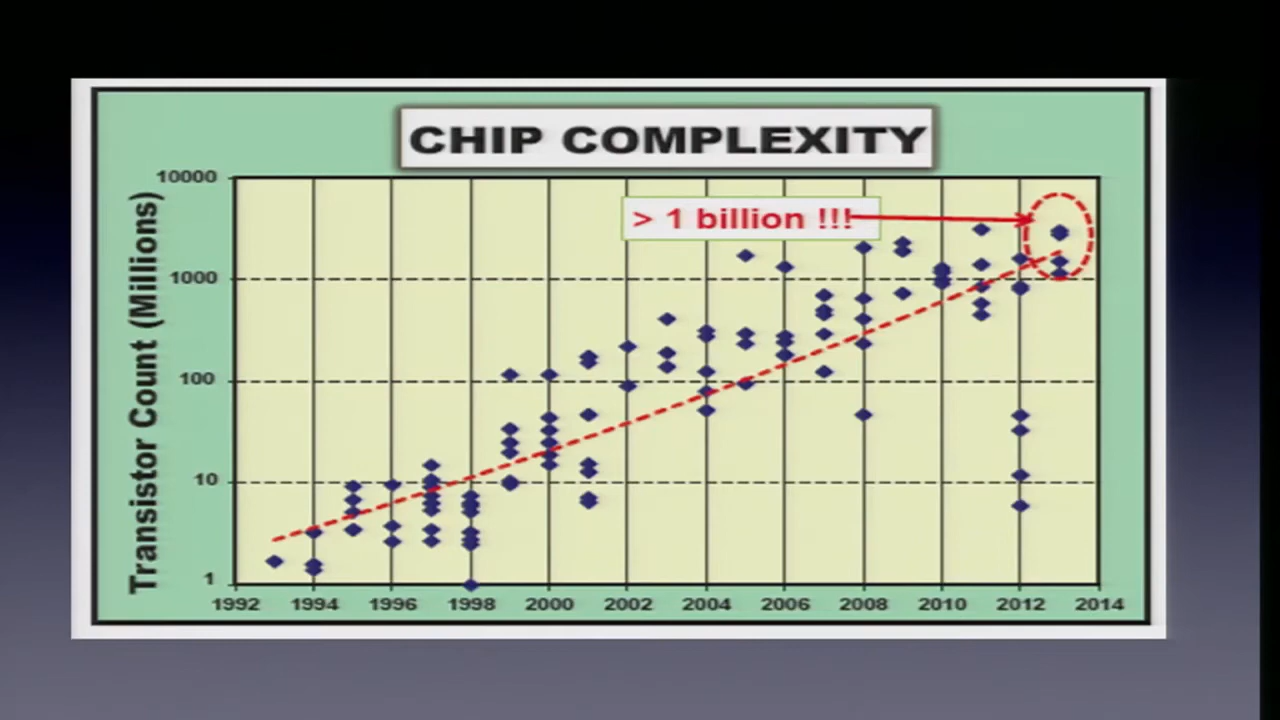 CHIP COMPLEXITY
Transistor Count (Millions)
10000
1000
100
10
1
> 1 billion !!!
1992 1994 1996 1998 2000 2002 2004 2006 2008 2010 2012 2014